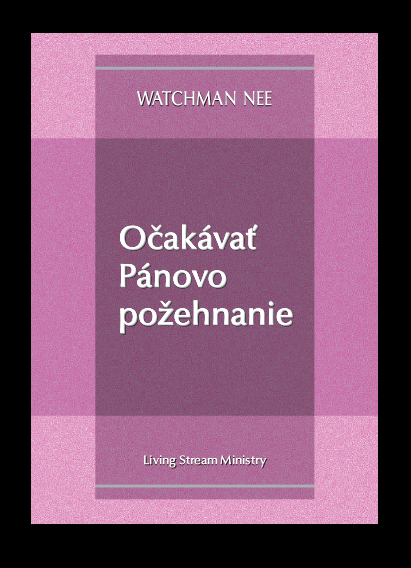 WATCHMAN NEE
Očakávať
Pánovo
požehnanie
Living Stream Ministry